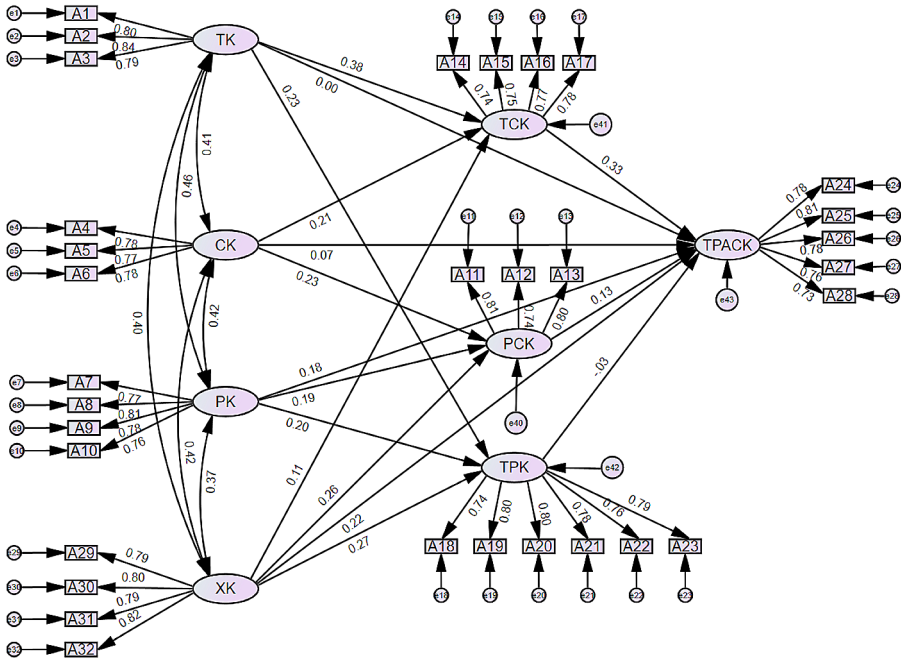 e1 A1
e2 A2
e3 A3
0.80
0.84
0.79
TK
e14 e15 e16 e17
A14 A15 A16 A17
0.74 0.75 0.77 0.78
TCK
e41
0.38
0.00
0.23
0.41
0.46
0.40
0.33
e4 A4
e5 A5
e6 A6
0.78
0.77
0.78
CK
0.21
0.07
0.23
0.42
e11 e12 e13
A11 A12 A13
0.81 0.74 0.80
PCK
e40
0.13
TPACK
e43
0.78
0.81
0.78
0.76
0.73
A24 e24
A25 e25
A26 e26
A27 e27
A28 e28
e7 A7
e8 A8
e9 A9
e10 A10
0.77
0.81
0.78
0.76
PK
0.18
0.19
0.20
-.03
0.42
0.37
0.11
0.26
0.22
0.27
TPK
e42
0.74 0.80 0.80 0.78 0.76 0.79
A18 A19 A20 A21 A22 A23
e18 e19 e20 e21 e22 e23
e29 A29
e30 A30
e31 A31
e32 A32
0.79
0.80
0.79
0.82
XK